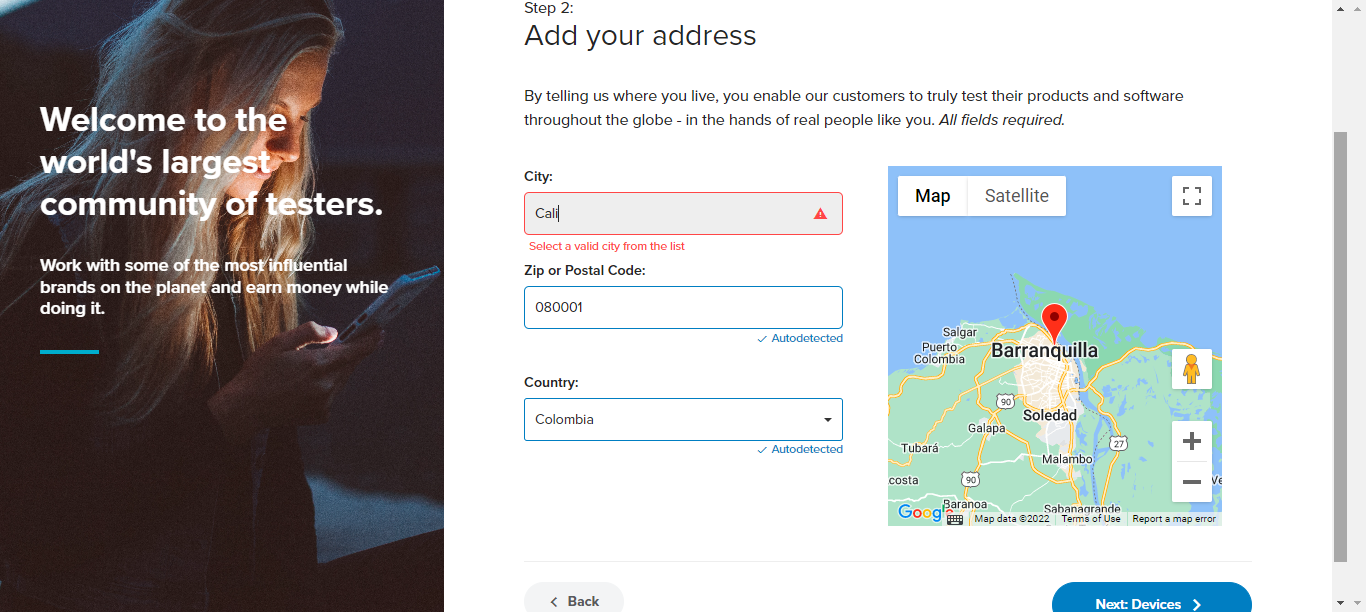 Welcome to the
world's largest
community of testers.
Work with some of the most influential
brands on the planet and earn money while
doing it.
Step 2:
Add your address
By telling us where you live, you enable our customers to truly test their products and software
throughout the globe - in the hands of real people like you. All fields required.
City:
Cali
Select a valid city from the list
Zip or Postal Code:
080001
Autodetected
Country:
Colombia
Autodetected
Map Satellite
Salgar
Puerto
Colombia
Barranquilla
90
Soledad
Galapa
27
Tubará
Malambo
costa
90
Ve
Baranoa
Sabanagrande
Google
Map data ©2022 Terms of Use Report a map error
Back
Next: Devices